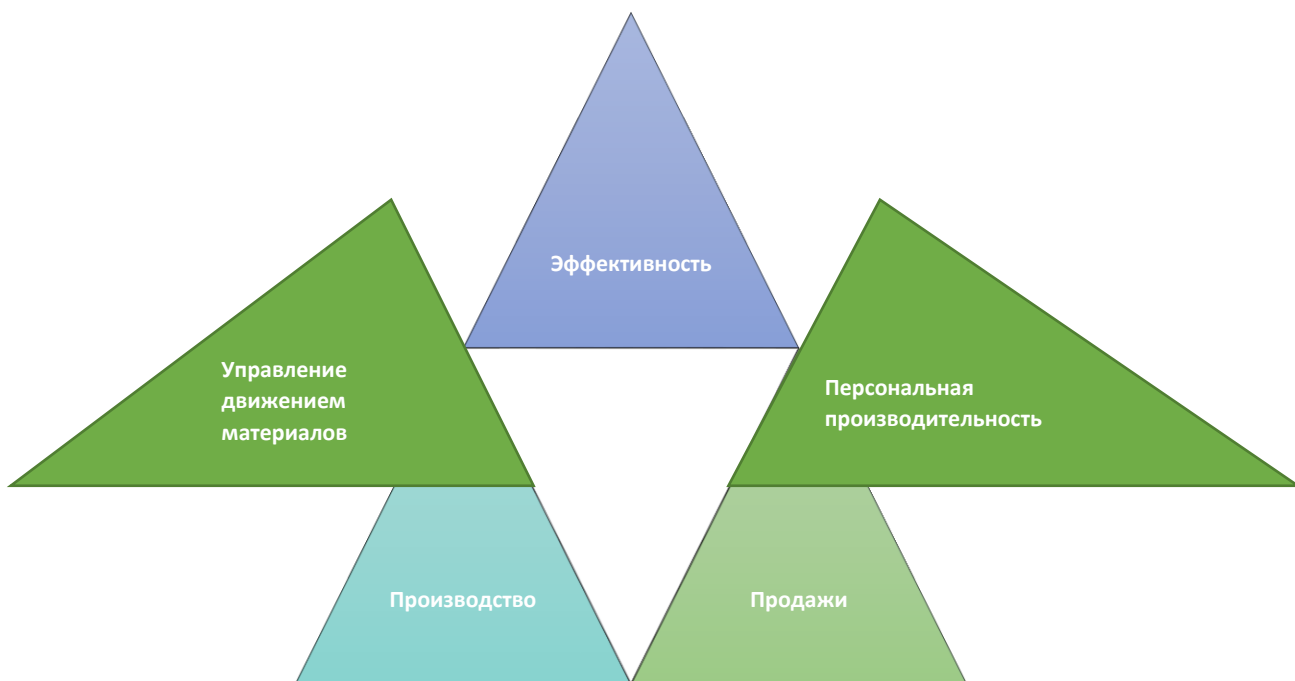 Эффективность
Управление
движением
материалов
Персональная
производительность
Производство
Продажи